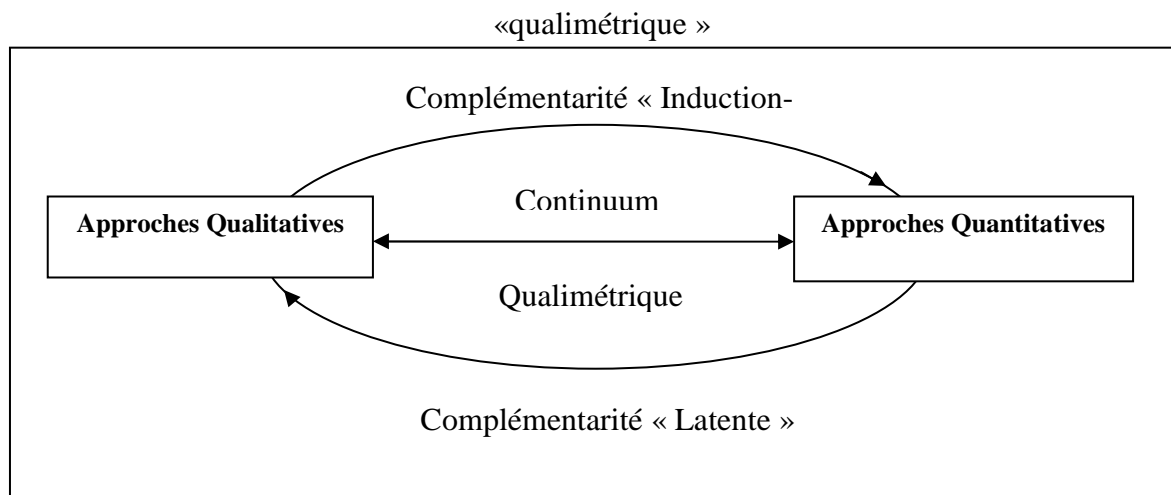 «qualimétrique »
Complémentarité « Induction-
Continuum
Approches Qualitatives
Approches Quantitatives
Qualimétrique
Complémentarité « Latente »